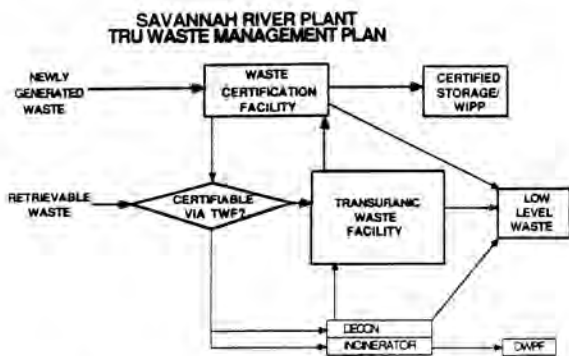 SAVANNAH RIVER PLANT
TRU WASTE MANAGEMENT PLAN
NEWLY
GENERATED
WASTE
WASTE
CERTIFICATION
FACILITY
CERTIFIED
STORAGE/
WIPP
RETRIEVABLE
WASTE
CERTIFIABLE
VIA TWF?
TRANSURANIC
WASTE
FACILITY
LOW
LEVEL
WASTE
DECON
INCINERATOR
DWPF